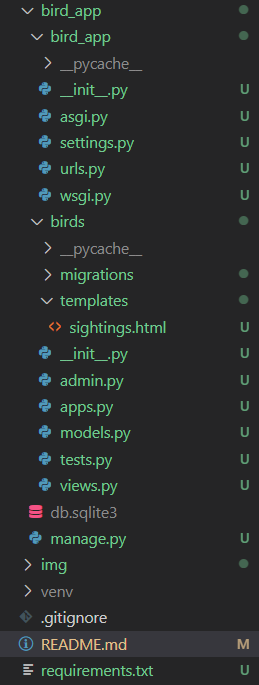 bird_app
bird_app
__pycache__
__init__.py U
asgi.py U
settings.py U
urls.py U
wsgi.py U
birds
__pycache__
migrations
templates
sightings.html U
__init__.py U
admin.py U
apps.py U
models.py U
tests.py U
views.py U
db.sqlite3
manage.py U
img
venv
.gitignore
README.md M
requirements.txt U